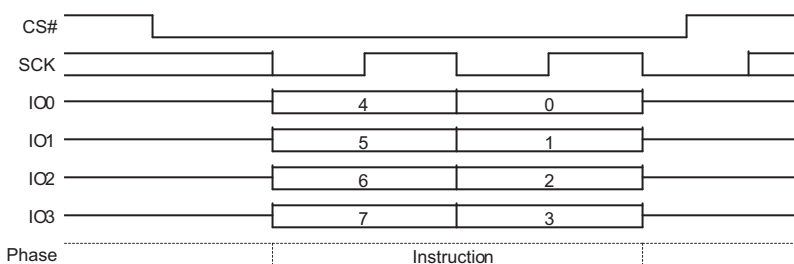 CS#
SCK
IO0 4 0
IO1 5 1
IO2 6 2
IO3 7 3
Phase Instruction